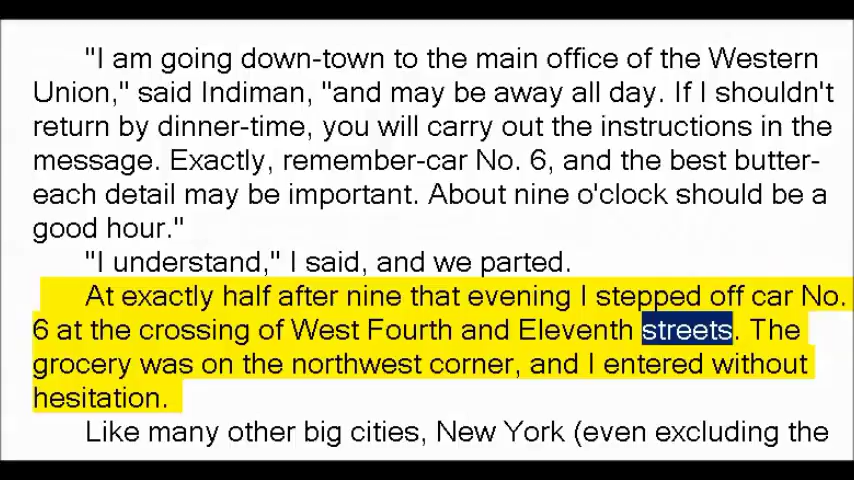 "I am going down-town to the main office of the Western
Union," said Indiman, "and may be away all day. If I shouldn't
return by dinner-time, you will carry out the instructions in the
message. Exactly, remember-car No. 6, and the best butter-
each detail may be important. About nine o'clock should be a
good hour."
"I understand," I said, and we parted.
At exactly half after nine that evening I stepped off car No.
6 at the crossing of West Fourth and Eleventh streets. The
grocery was on the northwest corner, and I entered without
hesitation.
Like many other big cities, New York (even excluding the